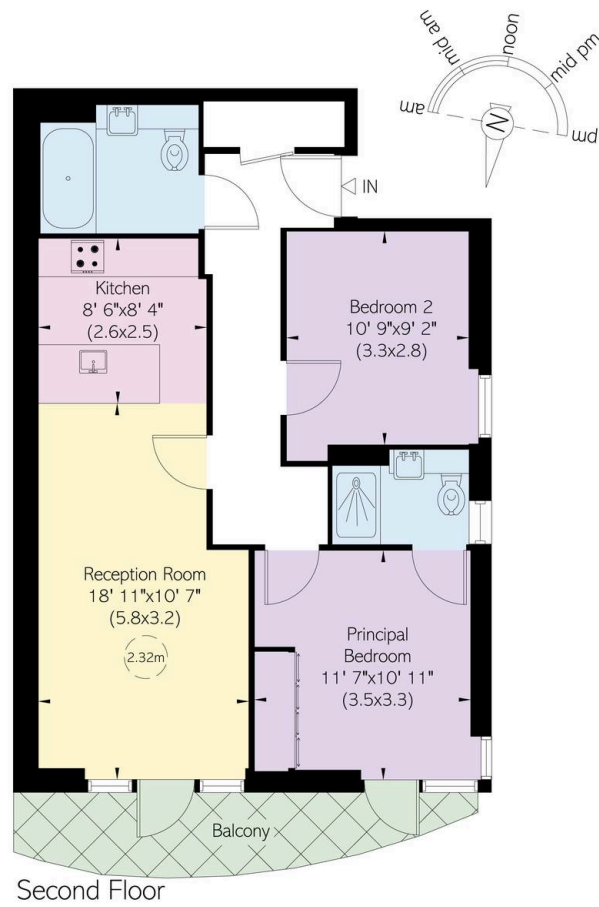 am
mid am
noon
mid pm
pm
N
IN
Kitchen
8' 6"x8' 4"
(2.6x2.5)
Bedroom 2
10' 9"x9' 2"
(3.3x2.8)
Reception Room
18' 11"x10' 7"
(5.8x3.2)
2.32m
Principal
Bedroom
11' 7"x10' 11"
(3.5x3.3)
Balcony
Second Floor